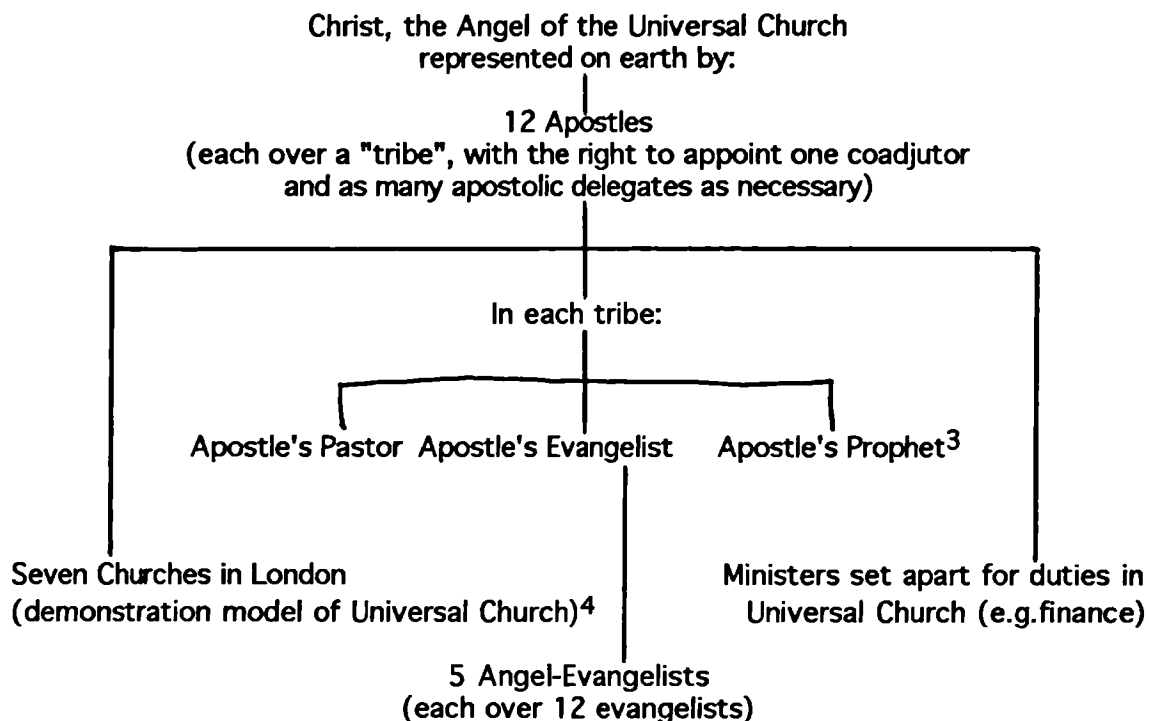 Christ, the Angel of the Universal Church
represented on earth by:
12 Apostles
(each over a "tribe", with the right to appoint one coadjutor
and as many apostolic delegates as necessary)
In each tribe:
Apostle's Pastor Apostle's Evangelist Apostle's Prophet3
Seven Churches in London
(demonstration model of Universal Church)4
Ministers set apart for duties in
Universal Church (e.g.finance)
5 Angel-Evangelists
(each over 12 evangelists)